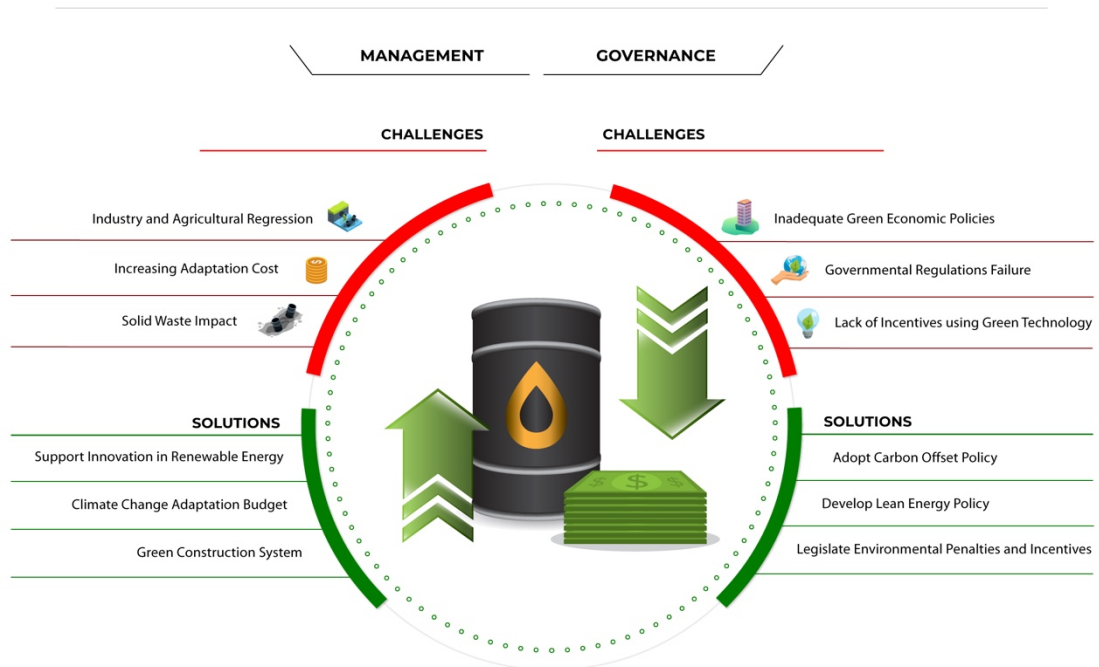 MANAGEMENT
GOVERNANCE
CHALLENGES
Industry and Agricultural Regression
Increasing Adaptation Cost
Solid Waste Impact
SOLUTIONS
Support Innovation in Renewable Energy
Climate Change Adaptation Budget
Green Construction System
CHALLENGES
Inadequate Green Economic Policies
Governmental Regulations Failure
Lack of Incentives using Green Technology
SOLUTIONS
Adopt Carbon Offset Policy
Develop Lean Energy Policy
Legislate Environmental Penalties and Incentives
$
$ $ $